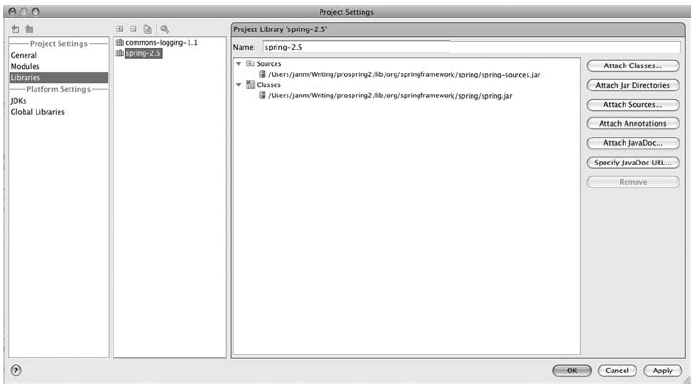 Project Settings
Project Settings
General
Modules
Libraries
Platform Settings
JDKs
Global Libraries
commons-logging-1.1
spring-2.5
Project Library 'spring-2.5'
Name: spring-2.5
Sources
/Users/janm/Writing/prospring2/lib/org/springframework/spring/spring-sources.jar
Classes
/Users/janm/Writing/prospring2/lib/org/springframework/spring/spring.jar
Attach Classes...
Attach Jar Directories
Attach Sources...
Attach Annotations
Attach JavaDoc...
Specify JavaDoc URL...
Remove
?
OK
Cancel
Apply